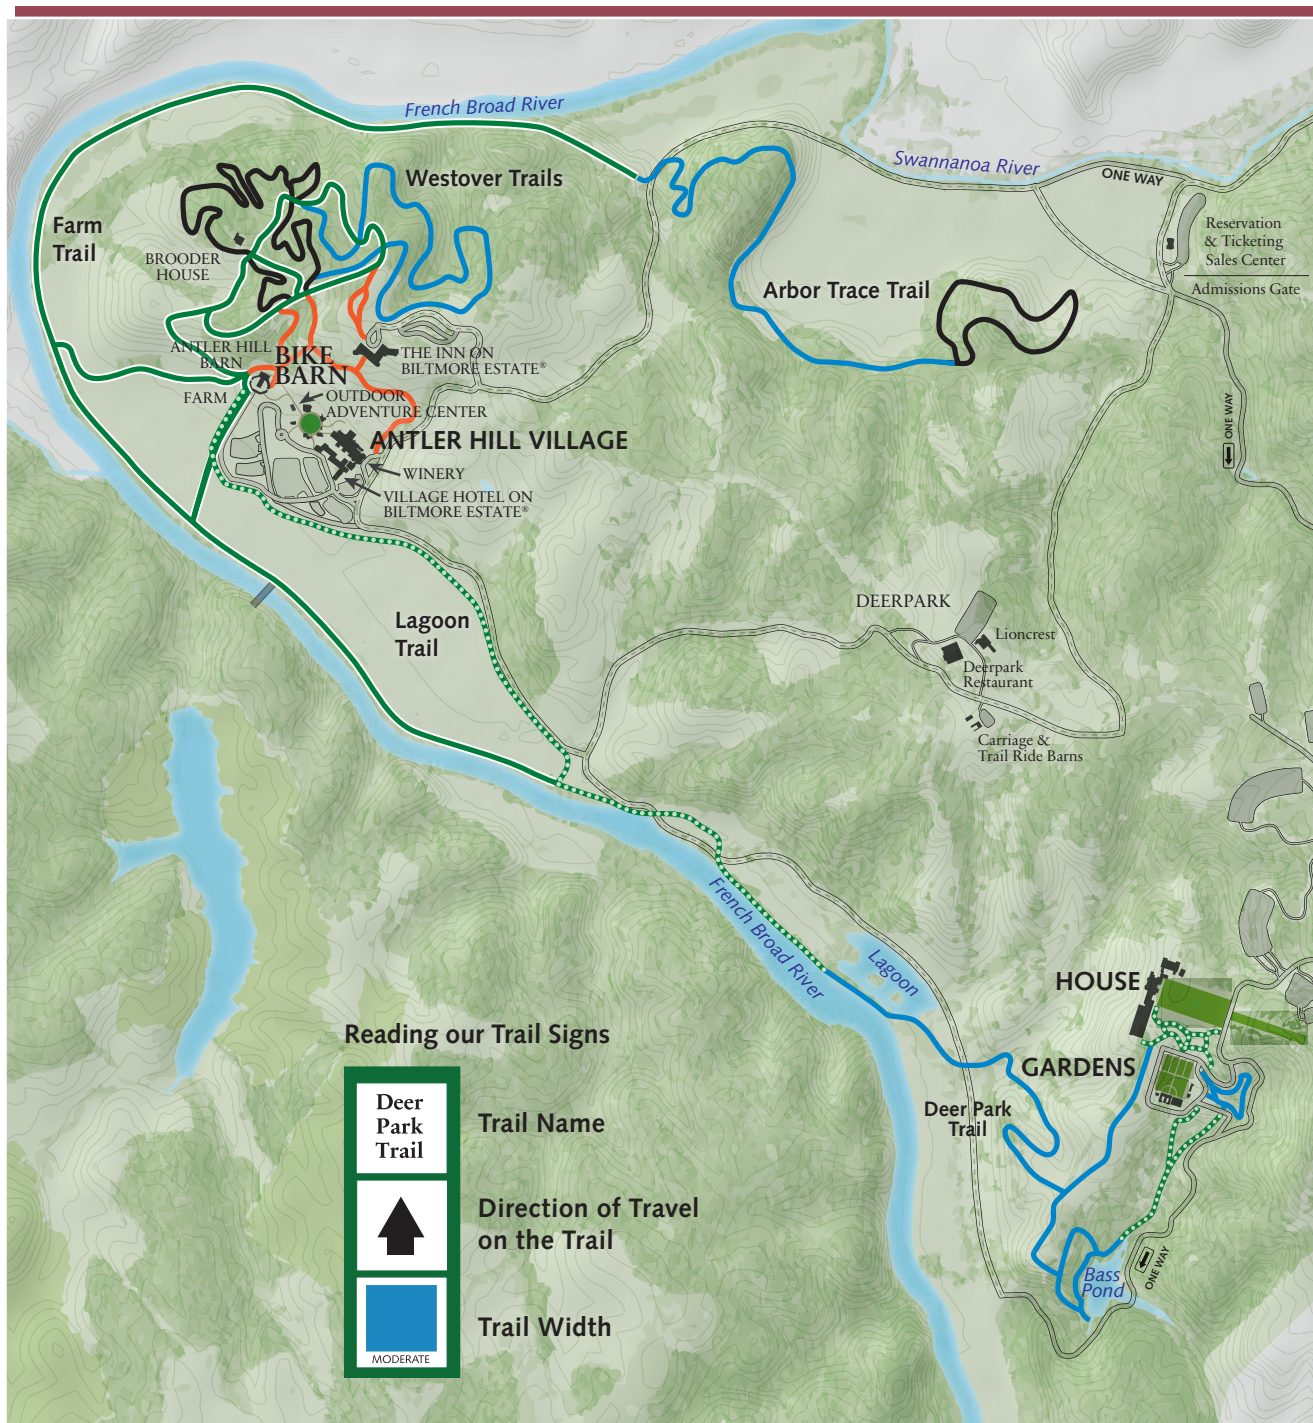 French Broad River
Swannanoa River
ONE WAY
Westover Trails
Farm
Trail
BROODER
HOUSE
Reservation
& Ticketing
Sales Center
Admissions Gate
Arbor Trace Trail
ANTLER HILL
BARN
BIKE
BARN
THE INN ON
BILTMORE ESTATE®
FARM
OUTDOOR
ADVENTURE CENTER
ONE WAY
ANTLER HILL VILLAGE
WINERY
VILLAGE HOTEL ON
BILTMORE ESTATE®
Lagoon
Trail
DEERPARK
Lioncrest
Deerpark
Restaurant
Carriage &
Trail Ride Barns
French Broad River
Lagoon
HOUSE
GARDENS
Deer Park
Trail
Bass
Pond
ONE WAY
Reading our Trail Signs
Deer
Park
Trail
Trail Name
Direction of Travel
on the Trail
Trail Width
MODERATE